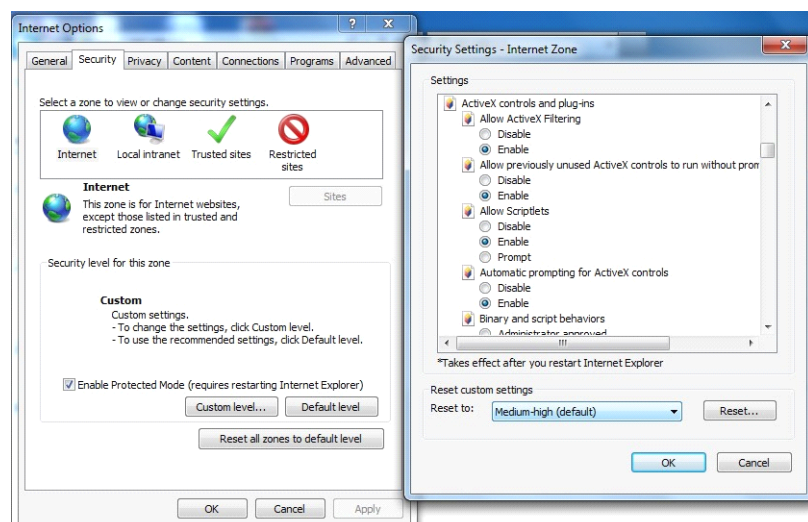 Internet Options
General Security Privacy Content Connections Programs Advanced
Select a zone to view or change security settings.
Internet Local intranet Trusted sites Restricted
sites
Internet
Sites
This zone is for Internet websites,
except those listed in trusted and
restricted zones.
Security level for this zone
Custom
Custom settings.
- To change the settings, click Custom level.
- To use the recommended settings, click Default level.
Enable Protected Mode (requires restarting Internet Explorer)
Custom level... Default level
Reset all zones to default level
OK Cancel Apply
Security Settings - Internet Zone
Settings
ActiveX controls and plug-ins
Allow ActiveX Filtering
Disable
Enable
Allow previously unused ActiveX controls to run without prom
Disable
Enable
Allow Scriptlets
Disable
Enable
Prompt
Automatic prompting for ActiveX controls
Disable
Enable
Binary and script behaviors
Administrator approved
*Takes effect after you restart Internet Explorer
Reset custom settings
Reset to: Medium-high (default) Reset...
OK Cancel